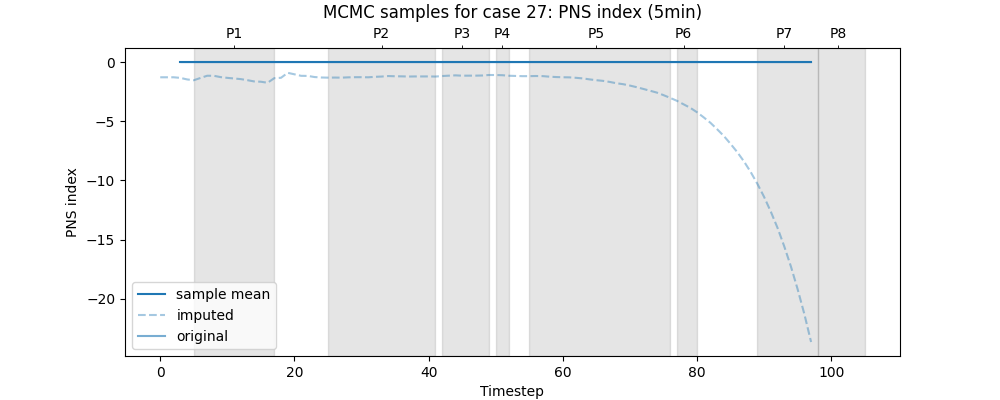 MCMC samples for case 27: PNS index (5min)
P1 P2 P3 P4 P5 P6 P7 P8
0
−5
−10
−15
−20
PNS index
sample mean
imputed
original
0 20 40 60 80 100
Timestep